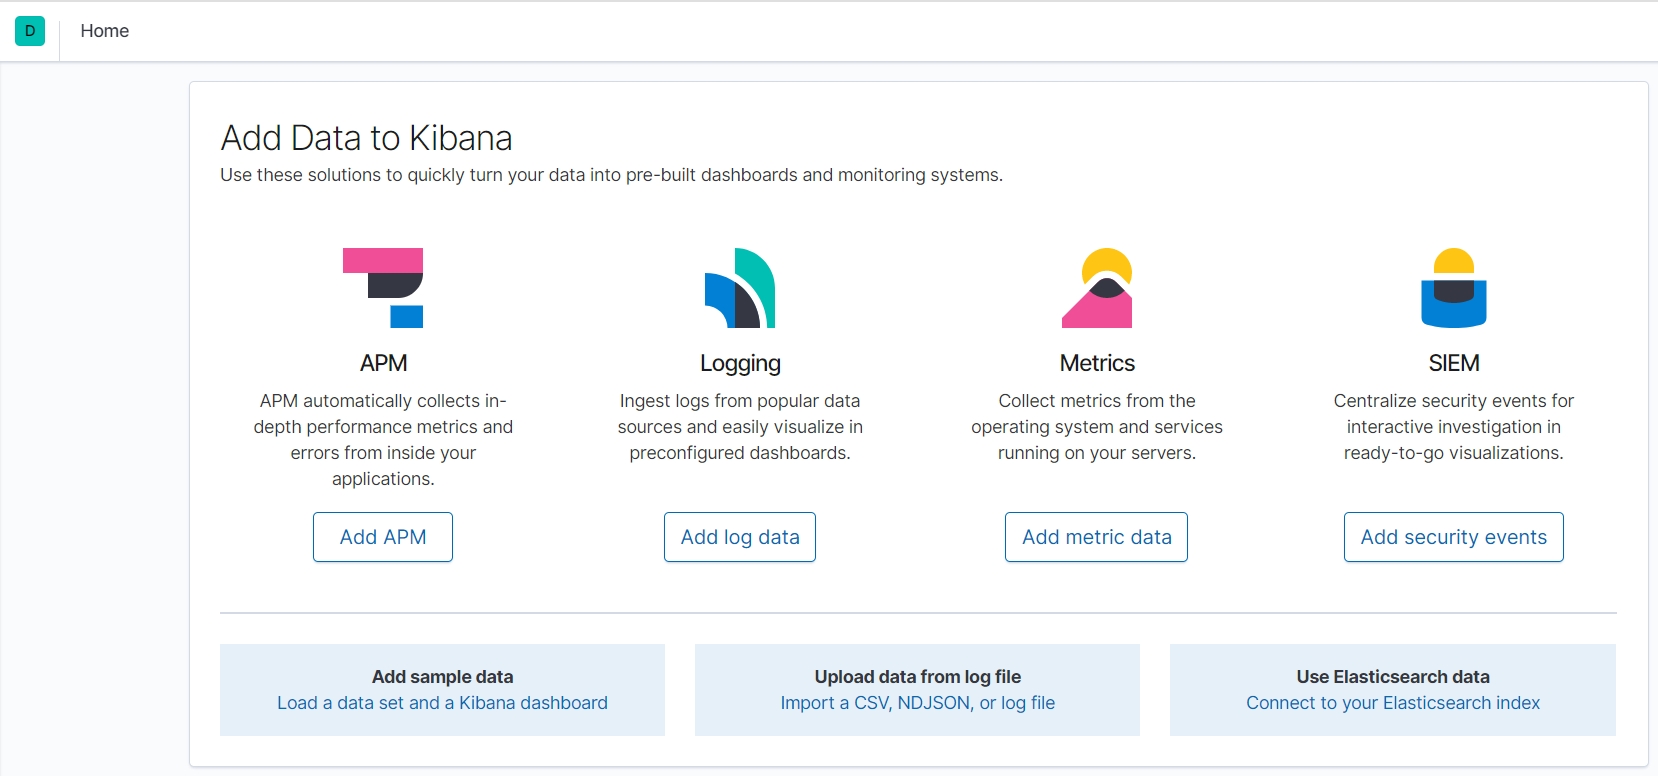 D
Home
Add Data to Kibana
Use these solutions to quickly turn your data into pre-built dashboards and monitoring systems.
APM
APM automatically collects in-
depth performance metrics and
errors from inside your
applications.
Add APM
Logging
Ingest logs from popular data
sources and easily visualize in
preconfigured dashboards.
Add log data
Metrics
Collect metrics from the
operating system and services
running on your servers.
Add metric data
SIEM
Centralize security events for
interactive investigation in
ready-to-go visualizations.
Add security events
Add sample data
Load a data set and a Kibana dashboard
Upload data from log file
Import a CSV, NDJSON, or log file
Use Elasticsearch data
Connect to your Elasticsearch index